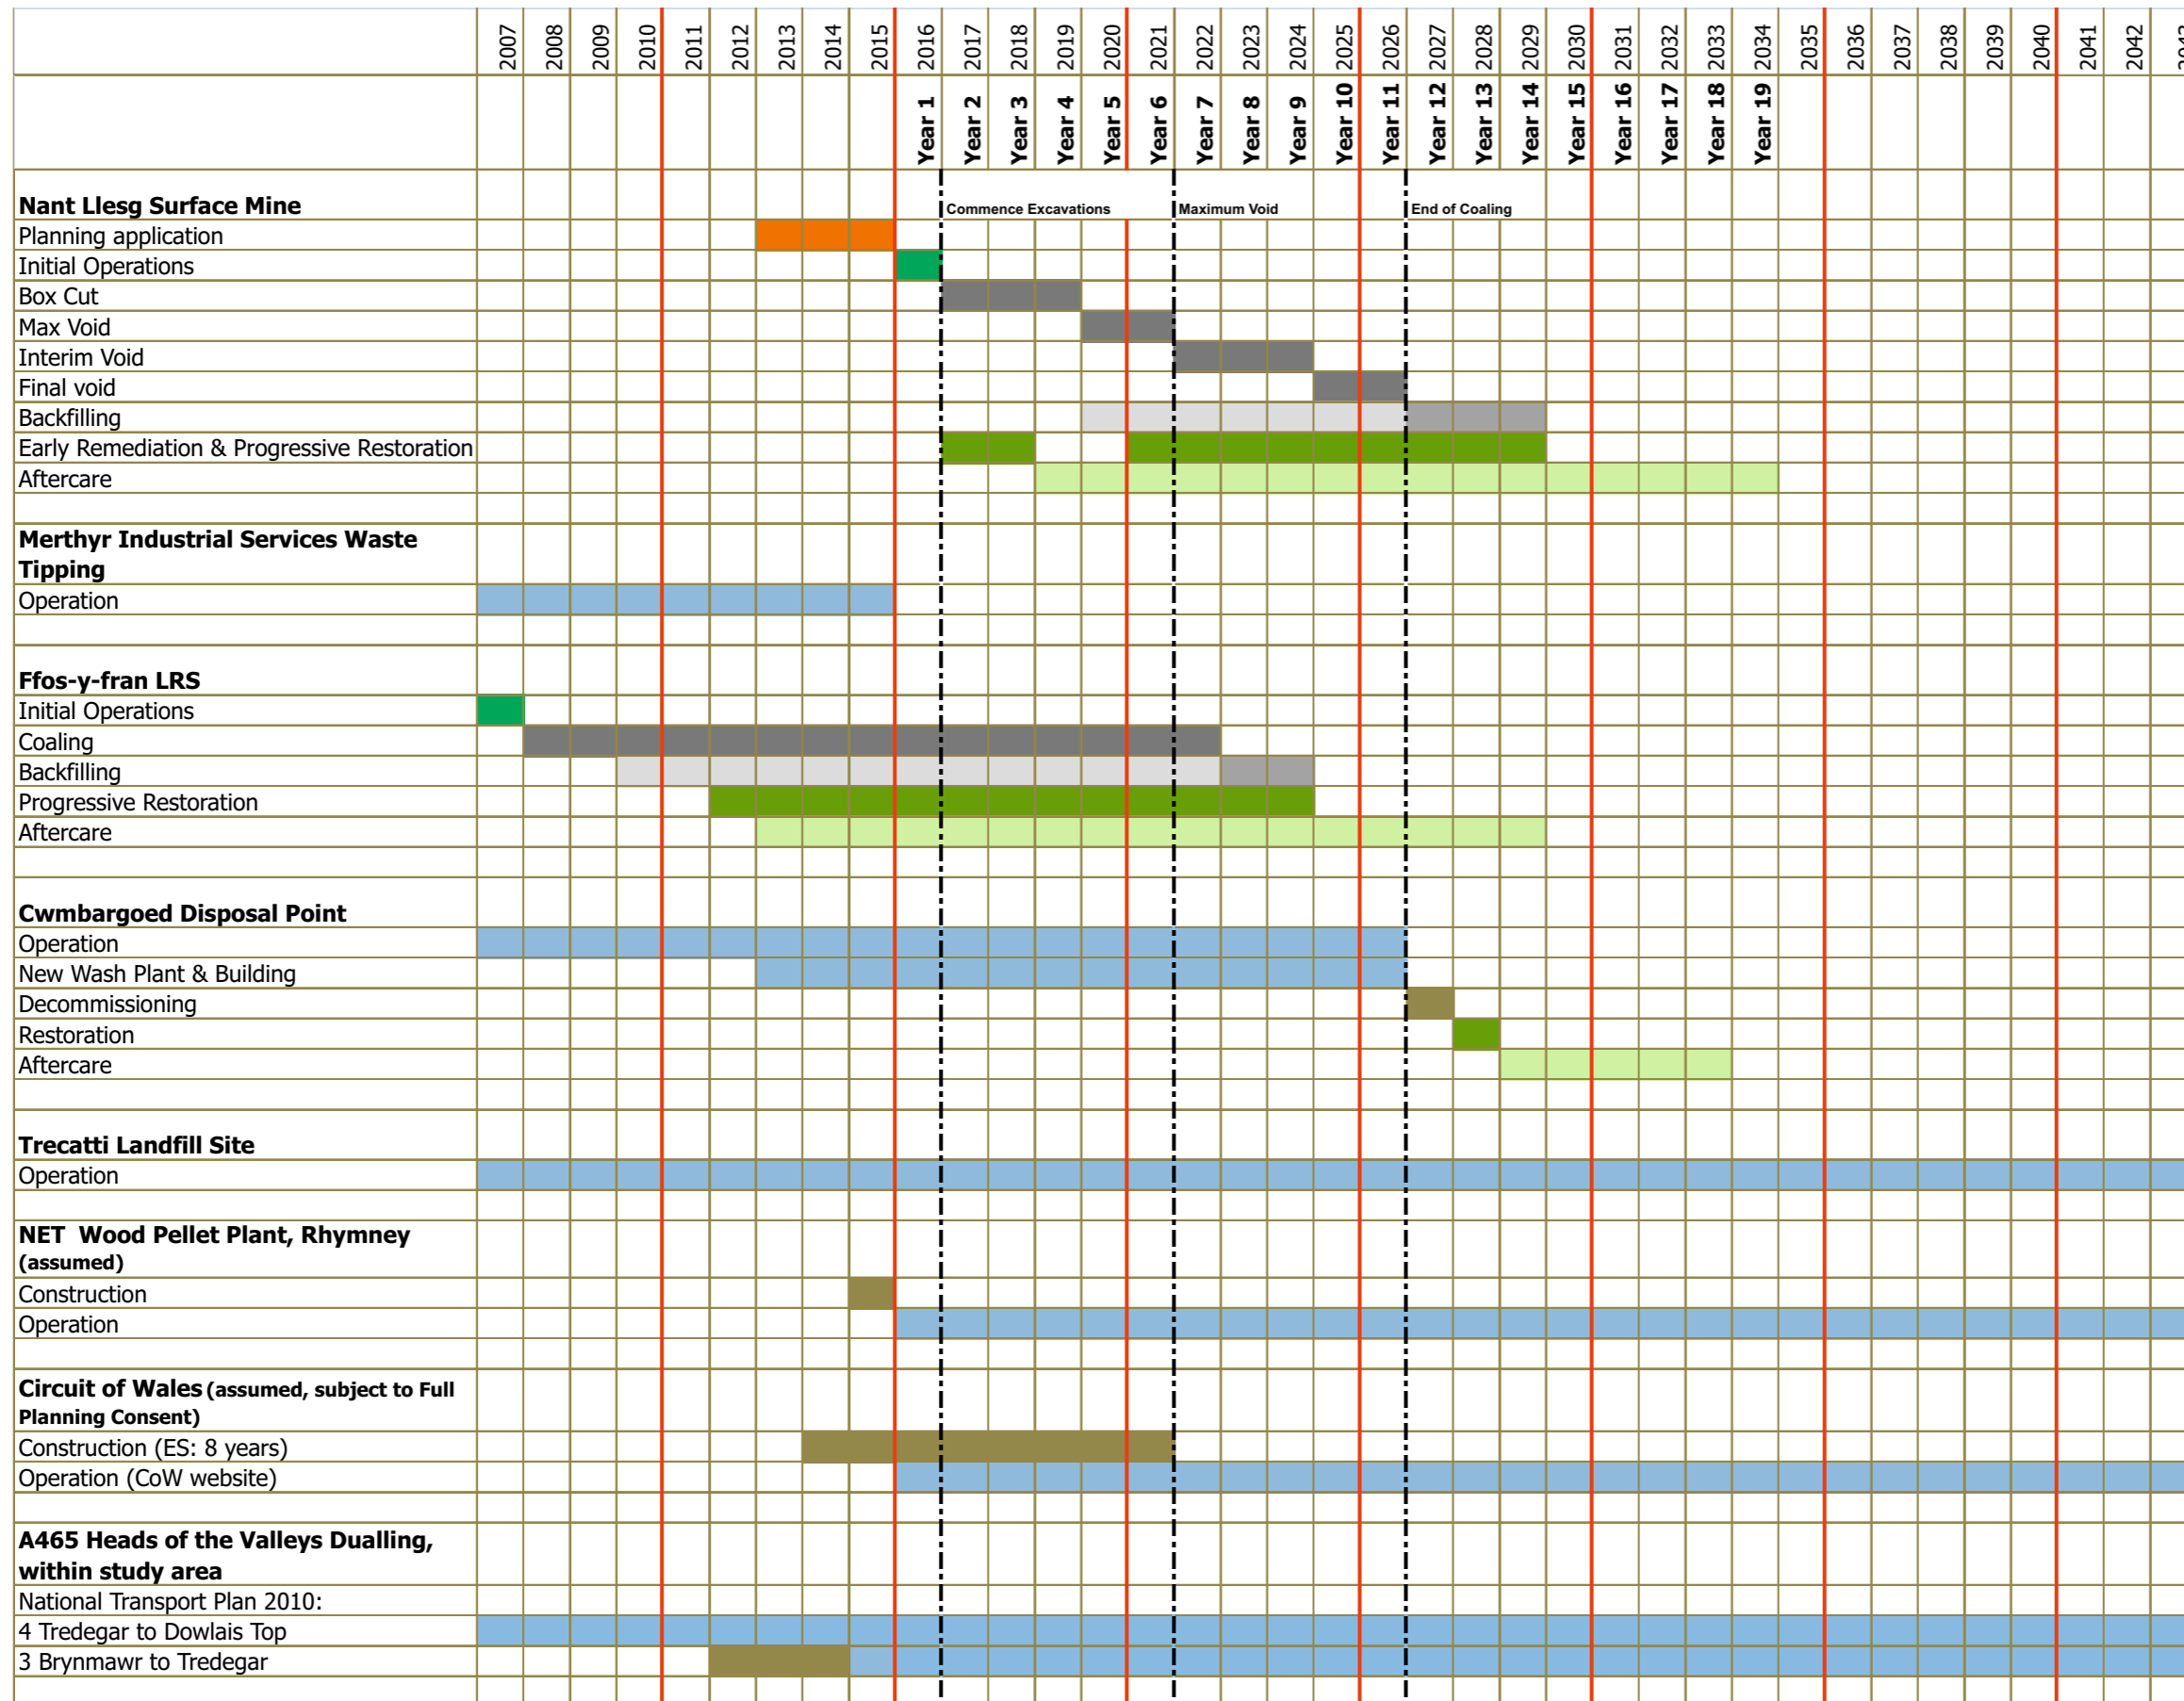 2007 2008 2009 2010 2011 2012 2013 2014 2015 2016 2017 2018 2019 2020 2021 2022 2023 2024 2025 2026 2027 2028 2029 2030 2031 2032 2033 2034 2035 2036 2037 2038 2039 2040 2041 2042
Year 1 Year 2 Year 3 Year 4 Year 5 Year 6 Year 7 Year 8 Year 9 Year 10 Year 11 Year 12 Year 13 Year 14 Year 15 Year 16 Year 17 Year 18 Year 19
Nant Llesg Surface Mine Commence Excavations Maximum Void End of Coaling
Planning application
Initial Operations
Box Cut
Max Void
Interim Void
Final void
Backfilling
Early Remediation & Progressive Restoration
Aftercare
Merthyr Industrial Services Waste
Tipping
Operation
Ffos-y-fran LRS
Initial Operations
Coaling
Backfilling
Progressive Restoration
Aftercare
Cwmbargoed Disposal Point
Operation
New Wash Plant & Building
Decommissioning
Restoration
Aftercare
Trecatti Landfill Site
Operation
NET Wood Pellet Plant, Rhymney
(assumed)
Construction
Operation
Circuit of Wales (assumed, subject to Full
Planning Consent)
Construction (ES: 8 years)
Operation (CoW website)
A465 Heads of the Valleys Dualling,
within study area
National Transport Plan 2010:
4 Tredegar to Dowlais Top
3 Brynmawr to Tredegar